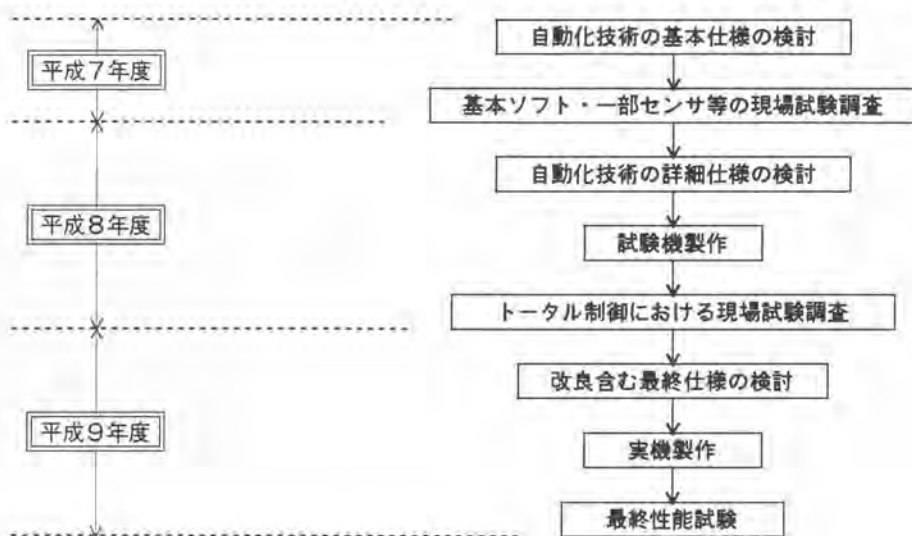 平成7年度
平成8年度
平成9年度
自動化技術の基本仕様の検討
基本ソフト・一部センサ等の現場試験調査
自動化技術の詳細仕様の検討
試験機製作
トータル制御における現場試験調査
改良含む最終仕様の検討
実機製作
最終性能試験